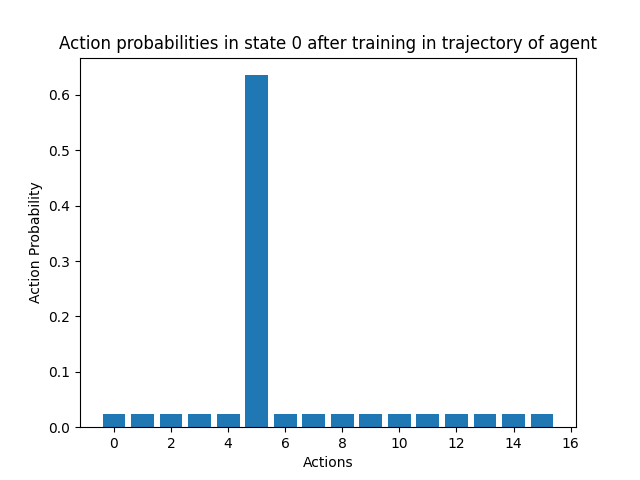 Action probabilities in state 0 after training in trajectory of agent
Action Probability
0.6
0.5
0.4
0.3
0.2
0.1
0.0
0 2 4 6 8 10 12 14 16
Actions